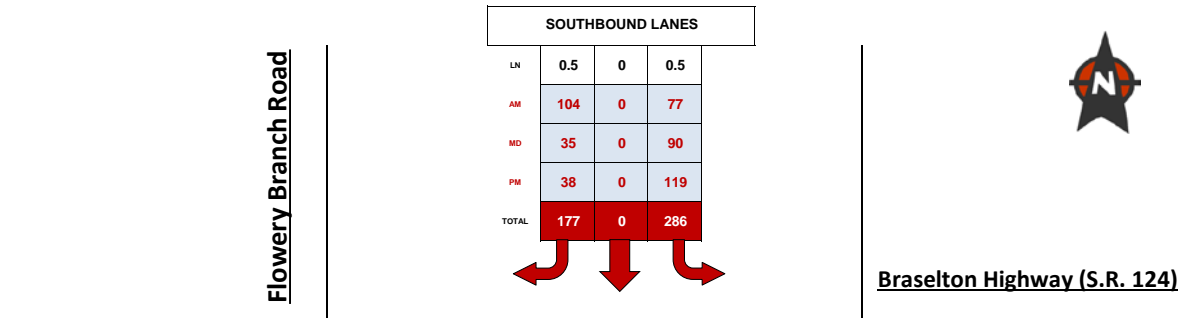 SOUTHBOUND LANES
LN 0.5 0 0.5
AM 104 0 77
MD 35 0 90
PM 38 0 119
TOTAL 177 0 286
Flowery Branch Road
N
Braselton Highway (S.R. 124)